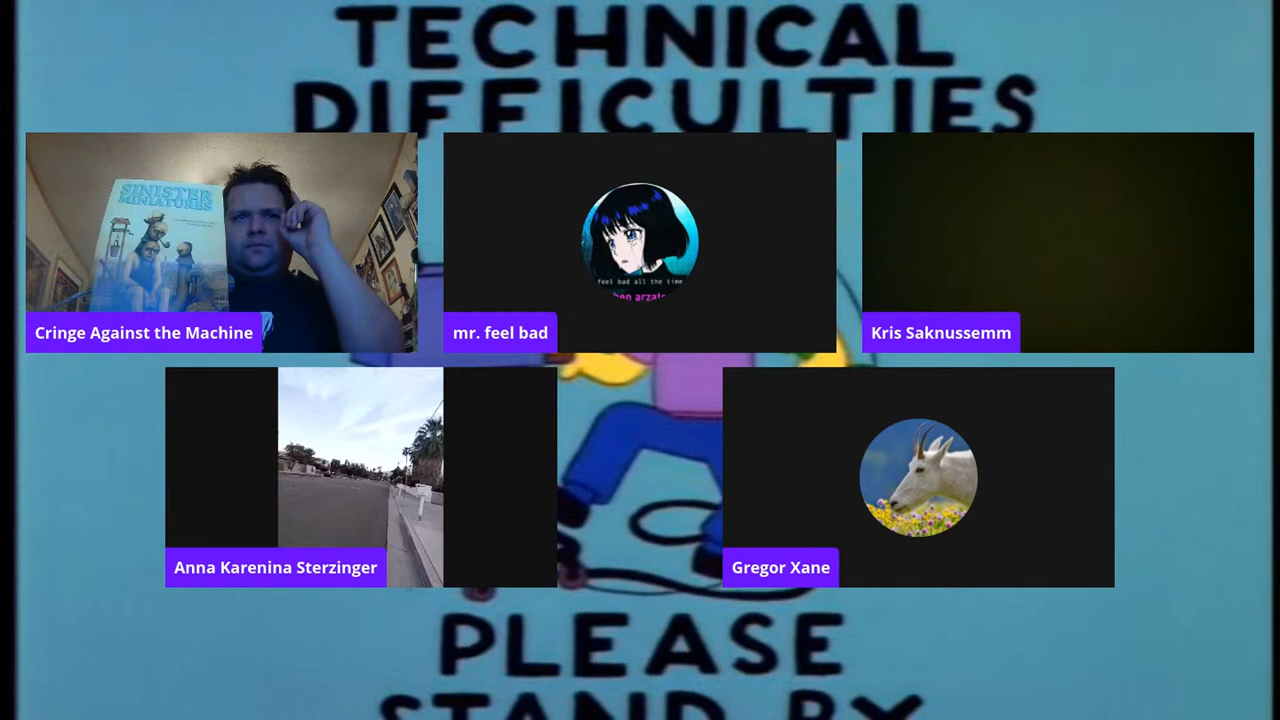 TECHNICAL
DIFFICULTIES
SINISTER
MINIATURES
Cringe Against the Machine
feel bad all the time
mr. feel bad
Kris Saknussemm
Anna Karenina Sterzinger
Gregor Xane
PLEASE
STAND BY